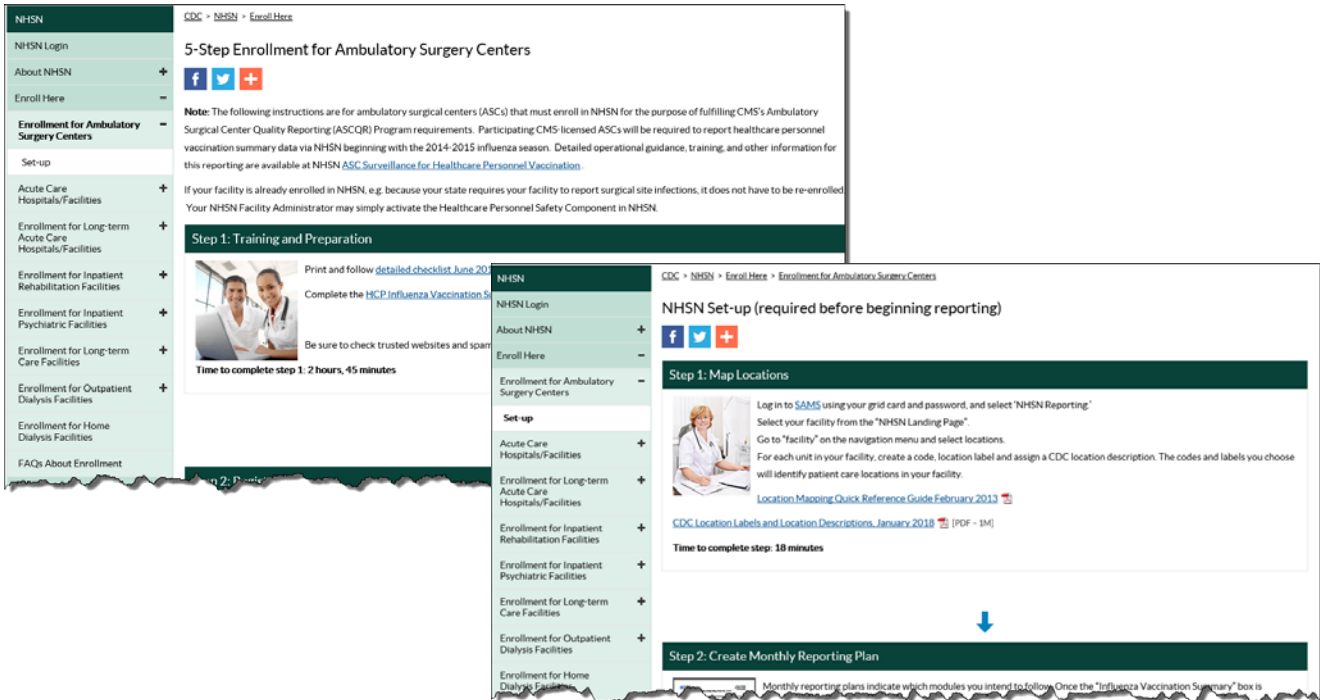 NHSN
NHSN Login
About NHSN +
Enroll Here -
Enrollment for Ambulatory -
Surgery Centers
Set-up
Acute Care +
Hospitals/Facilities
Enrollment for Long-term +
Acute Care
Hospitals/Facilities
Enrollment for Inpatient +
Rehabilitation Facilities
Enrollment for Inpatient +
Psychiatric Facilities
Enrollment for Long-term +
Care Facilities
Enrollment for Outpatient +
Dialysis Facilities
Enrollment for Home
Dialysis Facilities
FAQs About Enrollment
CDC > NHSN > Enroll Here
5-Step Enrollment for Ambulatory Surgery Centers
Note: The following instructions are for ambulatory surgical centers (ASCs) that must enroll in NHSN for the purpose of fulfilling CMS's Ambulatory
Surgical Center Quality Reporting (ASCQR) Program requirements. Participating CMS-licensed ASCs will be required to report healthcare personnel
vaccination summary data via NHSN beginning with the 2014-2015 influenza season. Detailed operational guidance, training, and other information for
this reporting are available at NHSN ASC Surveillance for Healthcare Personnel Vaccination.
If your facility is already enrolled in NHSN, e.g. because your state requires your facility to report surgical site infections, it does not have to be re-enrolled
Your NHSN Facility Administrator may simply activate the Healthcare Personnel Safety Component in NHSN.
Step 1: Training and Preparation
Print and follow detailed checklist June 201
Complete the HCP Influenza Vaccination S
Be sure to check trusted websites and spam
Time to complete step 1: 2 hours, 45 minutes
NHSN
NHSN Login
About NHSN +
Enroll Here -
Enrollment for Ambulatory -
Surgery Centers
Set-up
Acute Care +
Hospitals/Facilities
Enrollment for Long-term +
Acute Care
Hospitals/Facilities
Enrollment for Inpatient +
Rehabilitation Facilities
Enrollment for Inpatient +
Psychiatric Facilities
Enrollment for Long-term +
Care Facilities
Enrollment for Outpatient +
Dialysis Facilities
Enrollment for Home
Dialysis
CDC > NHSN > Enroll Here > Enrollment for Ambulatory Surgery Centers
NHSN Set-up (required before beginning reporting)
Step 1: Map Locations
Log in to SAMS using your grid card and password, and select 'NHSN Reporting.'
Select your facility from the "NHSN Landing Page".
Go to "facility" on the navigation menu and select locations.
For each unit in your facility, create a code, location label and assign a CDC location description. The codes and labels you choose
will identify patient care locations in your facility.
Location Mapping Quick Reference Guide February 2013
CDC Location Labels and Location Descriptions, January 2018 [PDF - 1M]
Time to complete step: 18 minutes
Step 2: Create Monthly Reporting Plan
Monthly reporting plans indicate which modules you intend to follow. Once the "Influenza Vaccination Summary" box is